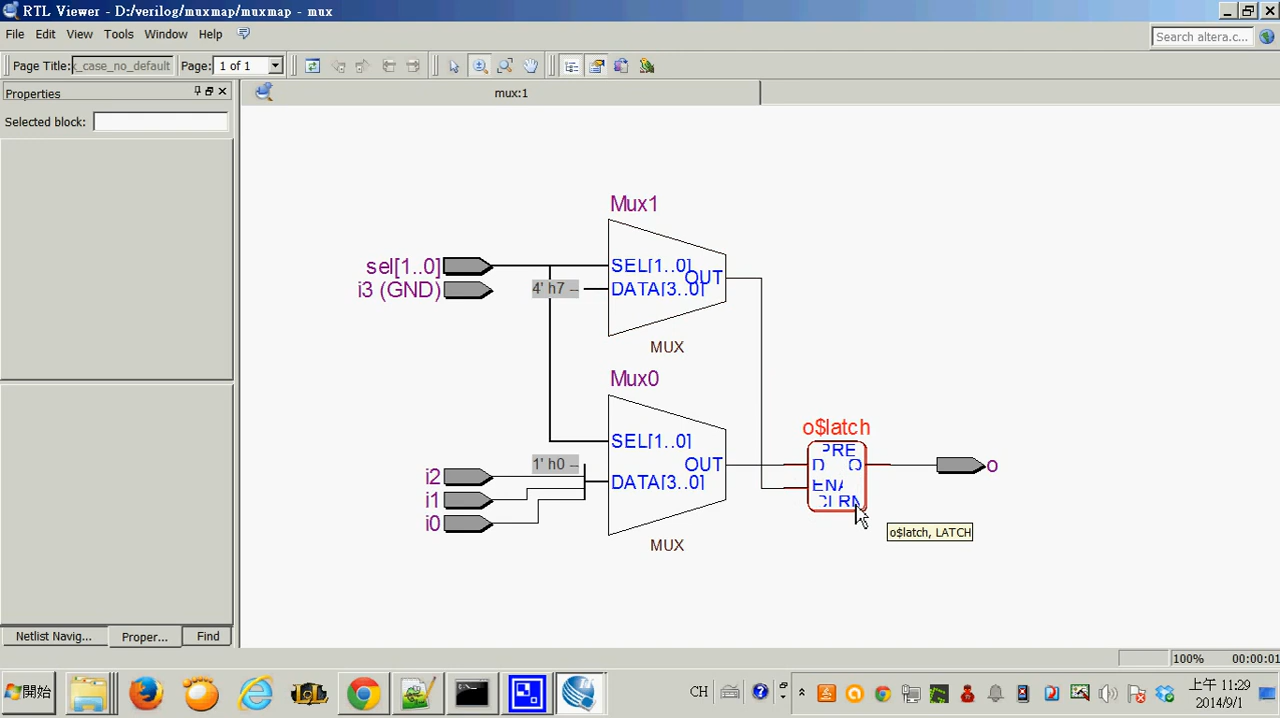 RTL Viewer - D:/verilog/muxmap/muxmap - mux
File Edit View Tools Window Help
Search altera.c...
Page Title: _case_no_default Page: 1 of 1
Properties
mux:1
Selected block:
Mux1
sel[1..0]
i3 (GND)
4' h7
SEL[1..0]
OUT
DATA[3..0]
MUX
Mux0
SEL[1..0]
1' h0
OUT
DATA[3..0]
i2
i1
i0
MUX
o$latch
PRE
D Q
ENA
CLRN
o
o$latch, LATCH
Netlist Navig... Proper... Find
100% 00:00:01
開始
CH
上午 11:29
2014/9/1